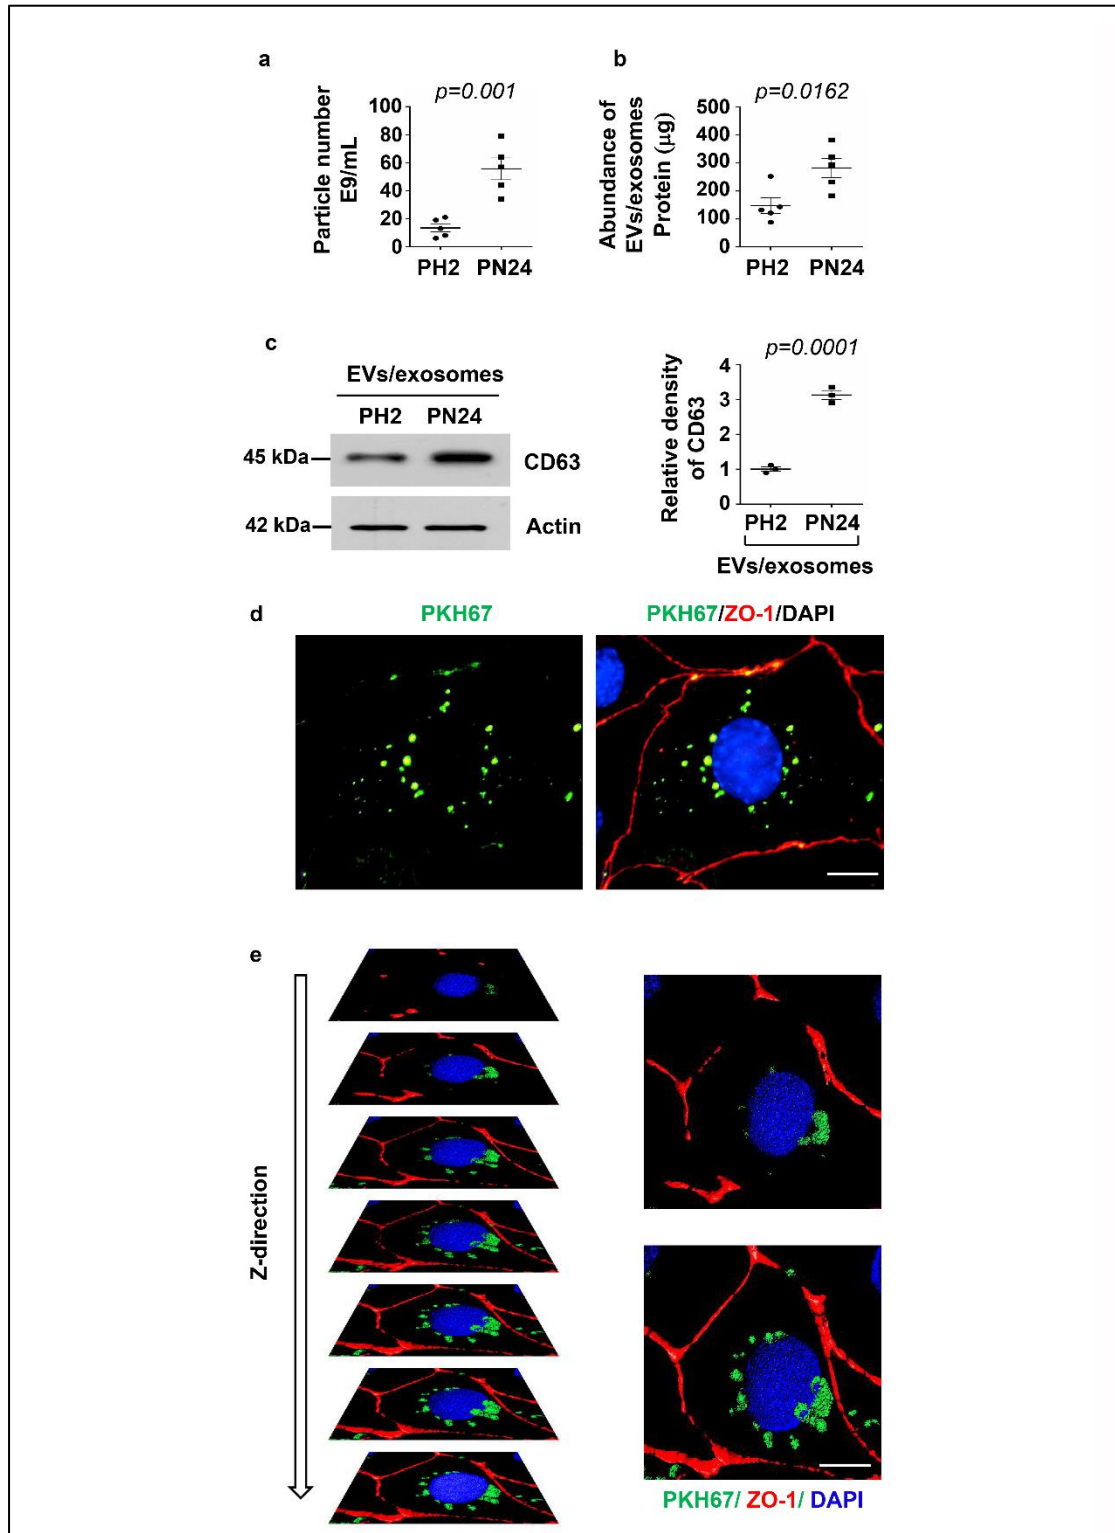 a
p=0.001
Particle number
E9/mL
100
80
60
40
20
0
PH2 PN24
b
p=0.0162
Abundance of
EVs/exosomes
Protein (µg)
500
400
300
200
100
0
PH2 PN24
c
EVs/exosomes
PH2 PN24
45 kDa
CD63
42 kDa
Actin
p=0.0001
Relative density
of CD63
4
3
2
1
0
PH2 PN24
EVs/exosomes
d
PKH67
PKH67/ZO-1/DAPI
e
Z-direction
PKH67/ ZO-1/ DAPI